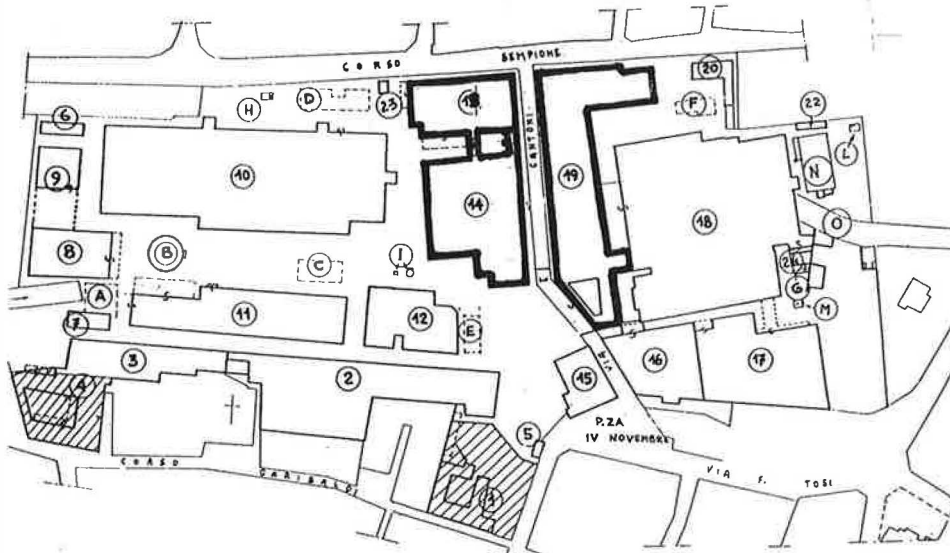 CORSO SEMPIONE
H
D
23
13
CANTONI
20
F
22
L
6
9
10
14
19
18
N
O
8
B
C
I
A
11
12
E
G
M
7
3
2
15
VIA
16
17
4
5
P.ZA
IV NOVEMBRE
CORSO GARIBALDI
1
VIA F. TOSI